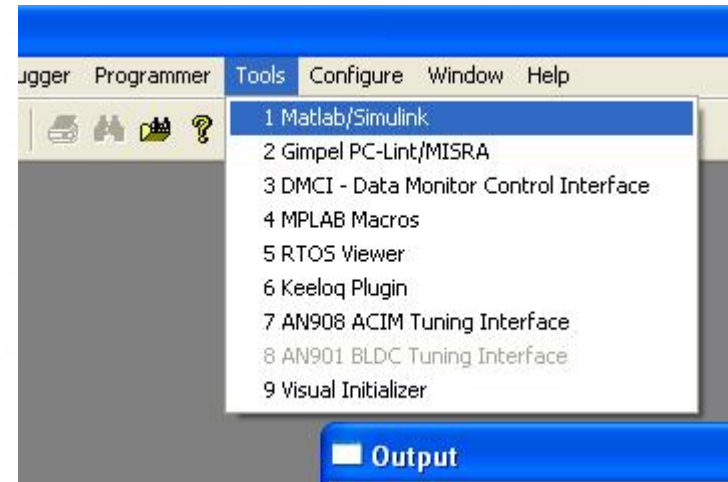 ugger Programmer Tools Configure Window Help
1 Matlab/Simulink
2 Gimpel PC-Lint/MISRA
3 DMCI - Data Monitor Control Interface
4 MPLAB Macros
5 RTOS Viewer
6 Keeloq Plugin
7 AN908 ACIM Tuning Interface
8 AN901 BLDC Tuning Interface
9 Visual Initializer
Output